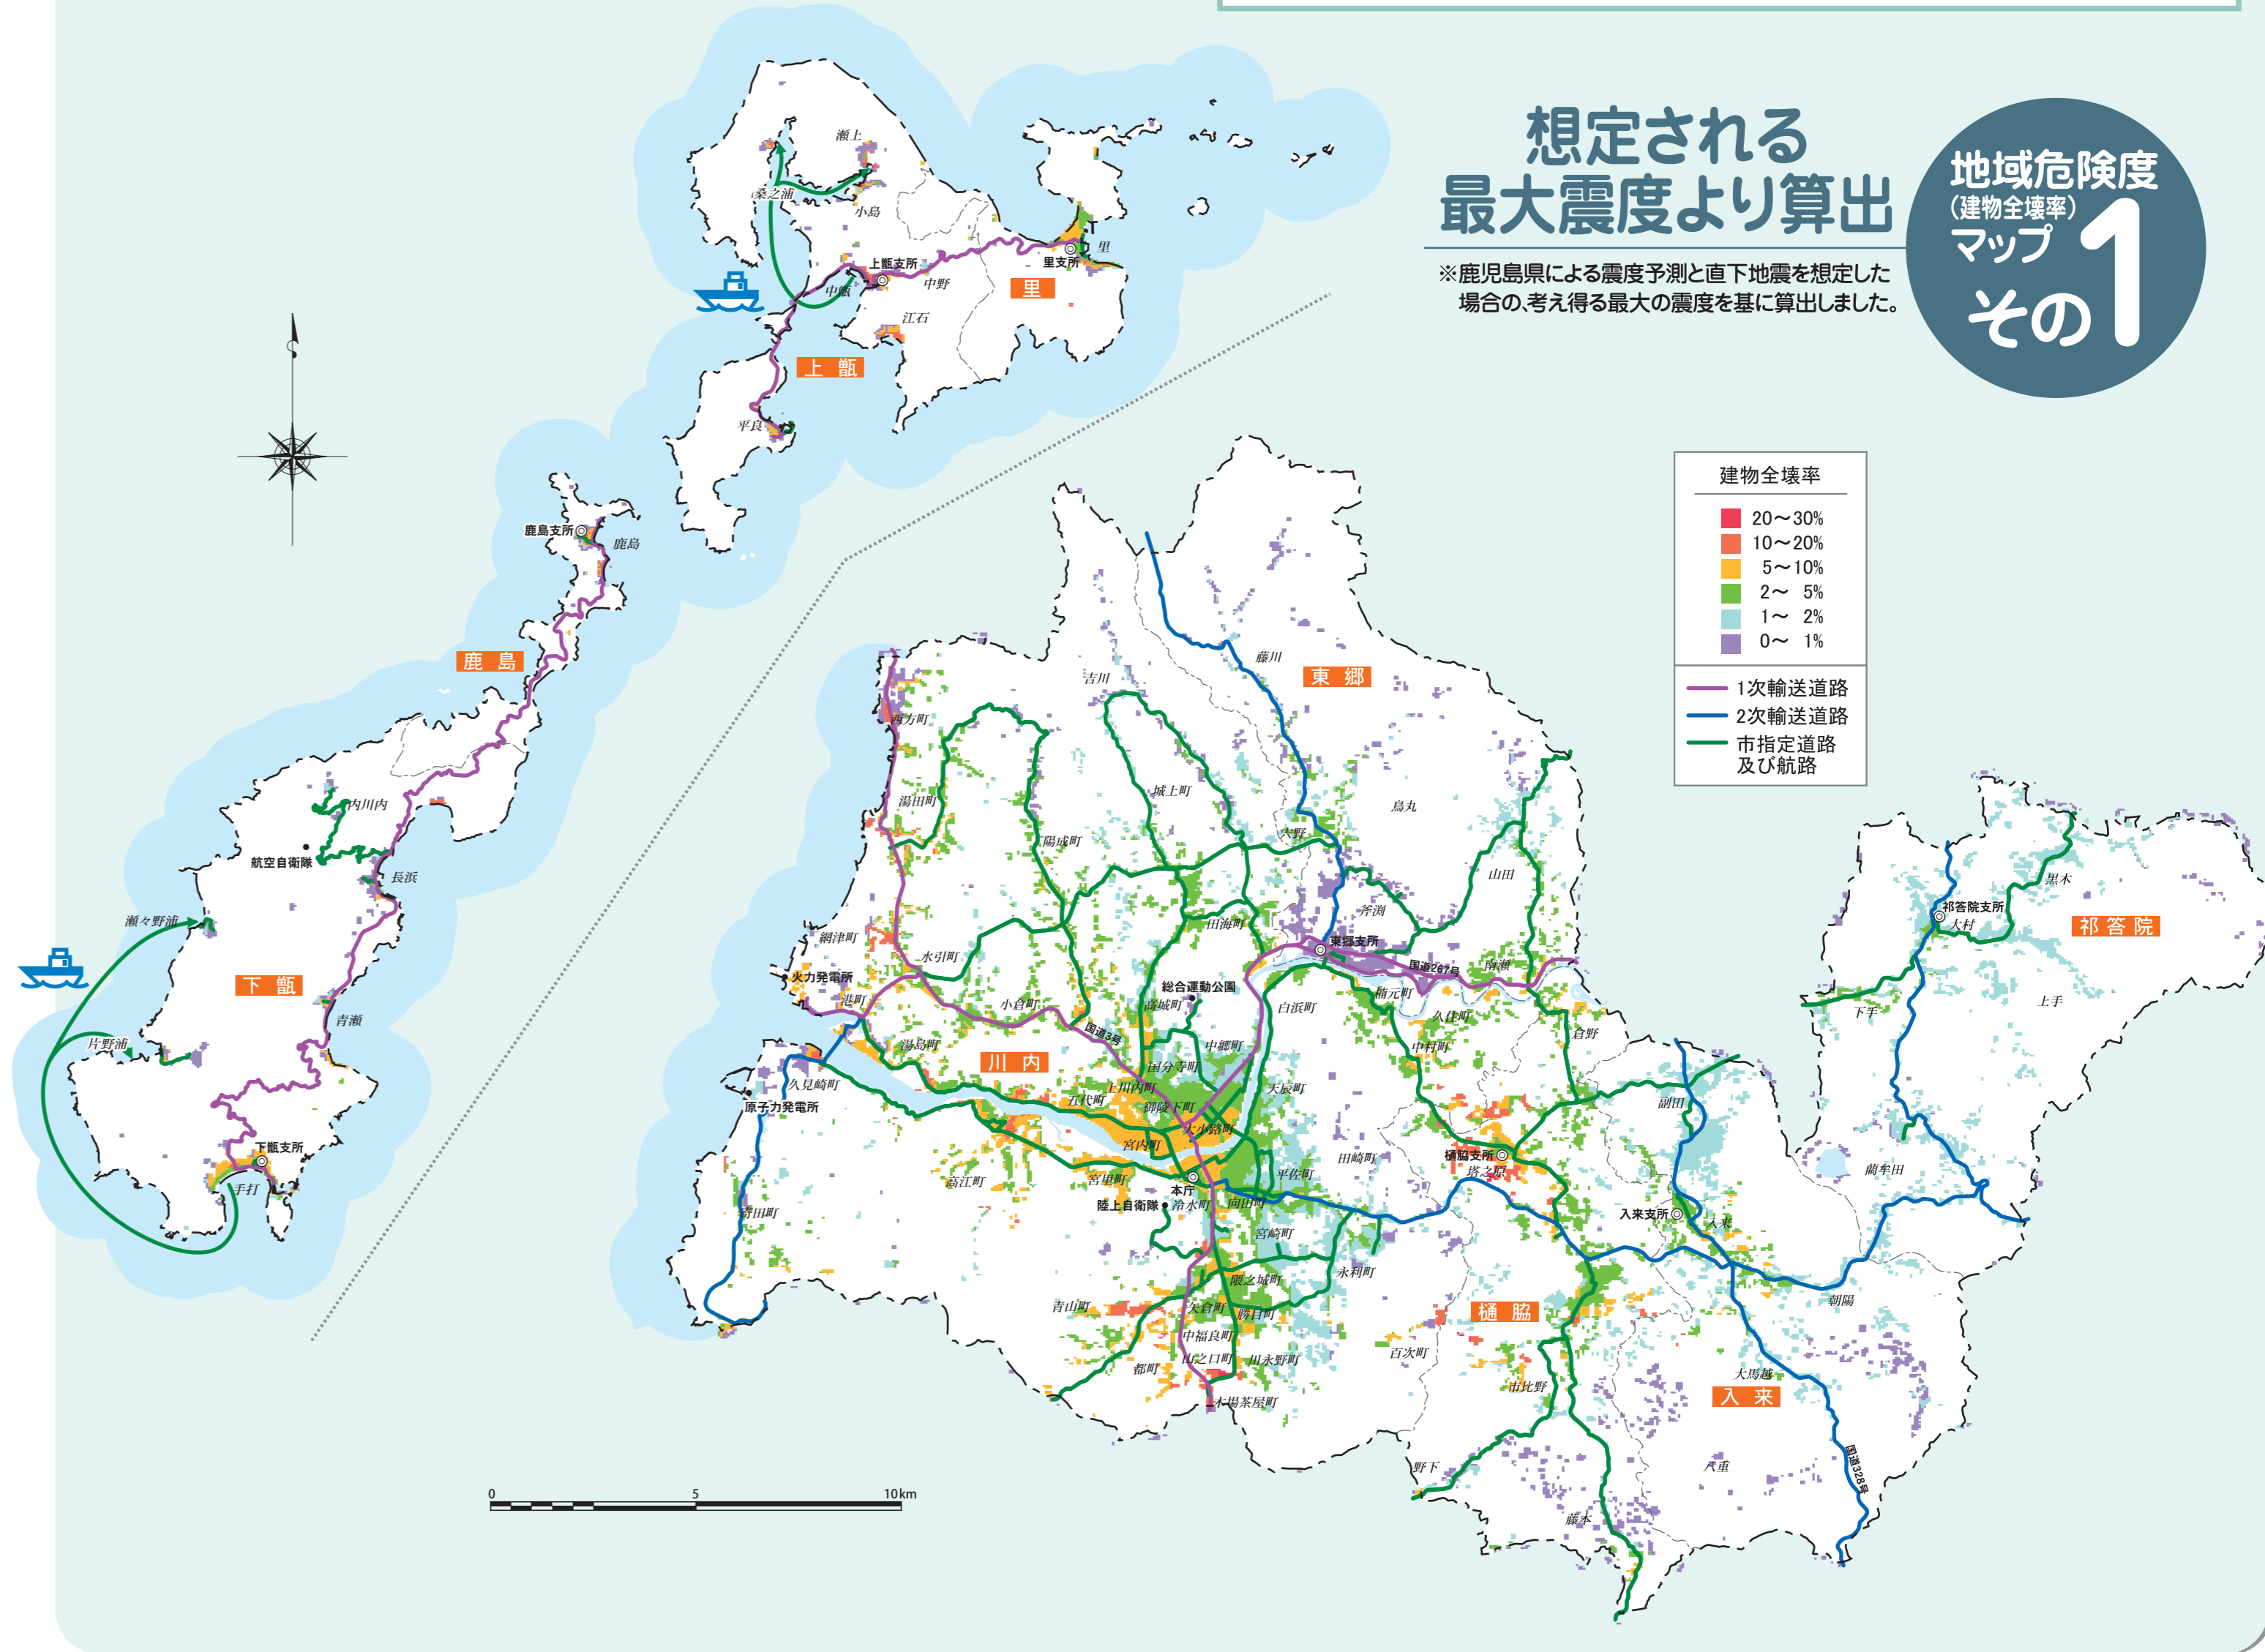 想定される
最大震度より算出
※鹿児島県による震度予測と直下地震を想定した
場合の、考え得る最大の震度を基に算出しました。
地域危険度
(建物全壊率)
マップ
その1
建物全壊率
20～30%
10～20%
5～10%
2～ 5%
1～ 2%
0～ 1%
1次輸送道路
2次輸送道路
市指定道路
及び航路
瀬上
桑之浦
小島
里
里支所
上甑支所
中甑
中野
里
江石
上甑
平良
鹿島支所
鹿島
鹿島
内川内
航空自衛隊
長浜
瀬々野浦
下甑
青瀬
片野浦
下甑支所
手打
藤川
東郷
吉川
西方町
湯田町
城上町
鳥丸
宍野
陽成町
山田
黒木
斧渕
祁答院支所
大村
祁答院
田海町
網津町
東郷支所
水引町
国道267号
南瀬
火力発電所
総合運動公園
楠元町
港町
小倉町
高城町
白浜町
久住町
上手
下手
国道3号
倉野
湯島町
中郷町
中村町
川内
国分寺町
久見崎町
上川内町
天辰町
原子力発電所
五代町
御陵下町
副田
大小路町
宮内町
田崎町
樋脇支所
塔之原
藺牟田
高江町
宮里町
平佐町
本庁
陸上自衛隊
冷水町
向田町
寄田町
入来支所
入来
宮崎町
永利町
隈之城町
青山町
矢倉町
勝目町
樋脇
朝陽
中福良町
百次町
山之口町
川永野町
都町
大馬越
市比野
入来
木場茶屋町
国道328号
野下
八重
藤本
0
5
10km